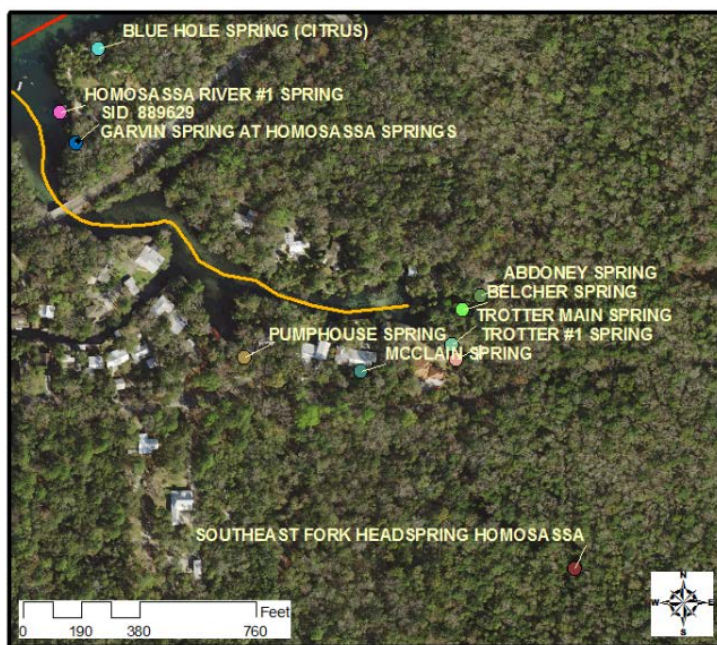 BLUE HOLE SPRING (CITRUS)
HOMOSASSA RIVER #1 SPRING
SID 889629
GARVIN SPRING AT HOMOSASSA SPRINGS
ABDONEY SPRING
BELCHER SPRING
TROTTER MAIN SPRING
TROTTER #1 SPRING
PUMPHOUSE SPRING
MCCLAIN SPRING
SOUTHEAST FORK HEADSPRING HOMOSASSA
N
W E
S
Feet
0 190 380 760